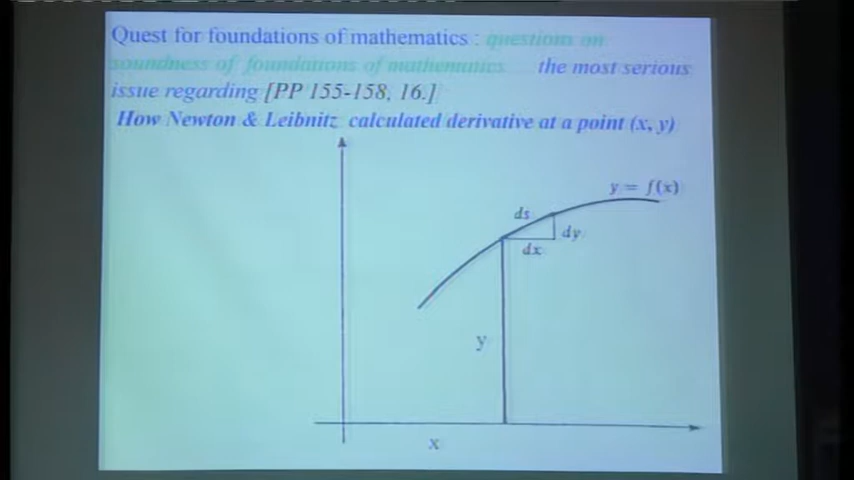 Quest for foundations of mathematics : questions on
soundness of foundations of mathematics the most serious
issue regarding [PP 155-158, 16.]
How Newton & Leibnitz calculated derivative at a point (x, y)
y = f(x)
ds
dy
dx
y
x